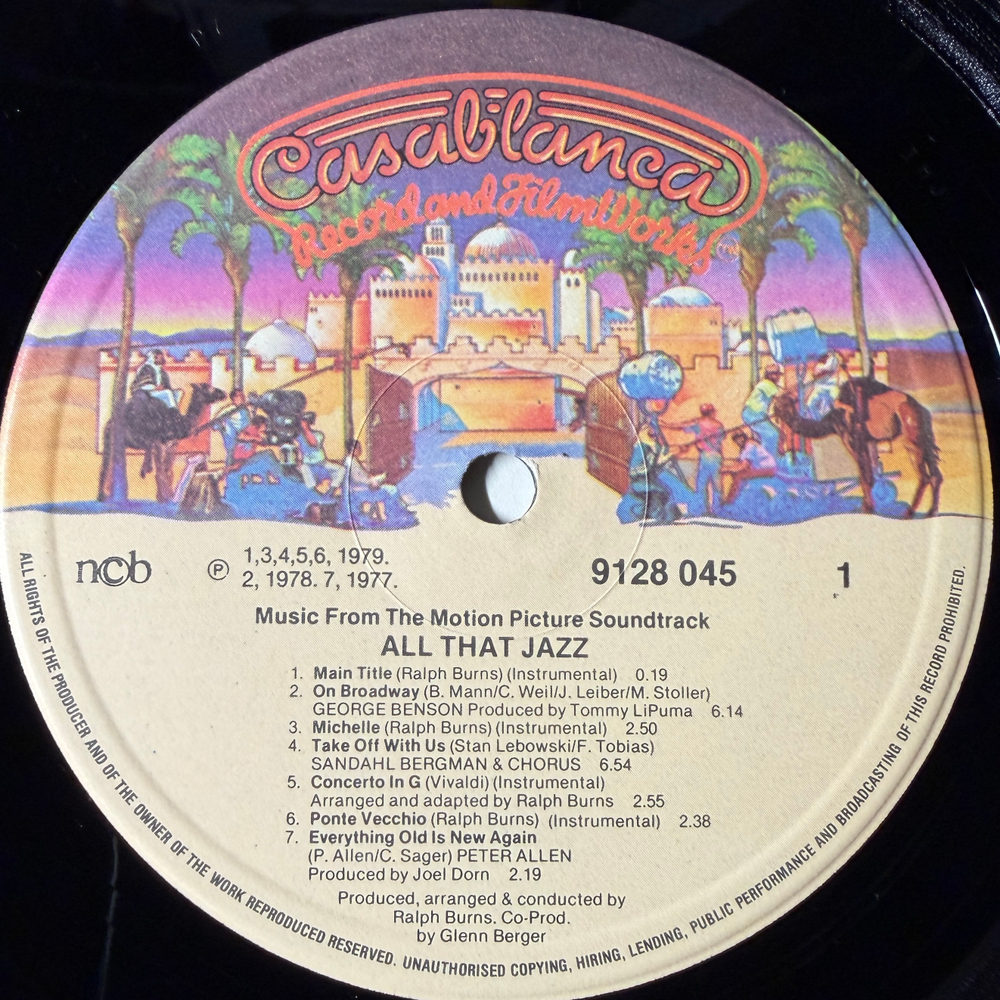 Casablanca
Record and FilmWorks TM
ncb
℗ 1,3,4,5,6, 1979.
2, 1978. 7, 1977.
9128 045
1
Music From The Motion Picture Soundtrack
ALL THAT JAZZ
1. Main Title (Ralph Burns) (Instrumental) 0.19
2. On Broadway (B. Mann/C. Weil/J. Leiber/M. Stoller)
GEORGE BENSON Produced by Tommy LiPuma 6.14
3. Michelle (Ralph Burns) (Instrumental) 2.50
4. Take Off With Us (Stan Lebowski/F. Tobias)
SANDAHL BERGMAN & CHORUS 6.54
5. Concerto In G (Vivaldi) (Instrumental)
Arranged and adapted by Ralph Burns 2.55
6. Ponte Vecchio (Ralph Burns) (Instrumental) 2.38
7. Everything Old Is New Again
(P. Allen/C. Sager) PETER ALLEN
Produced by Joel Dorn 2.19
Produced, arranged & conducted by
Ralph Burns. Co-Prod.
by Glenn Berger
ALL RIGHTS OF THE PRODUCER AND OF THE OWNER OF THE WORK REPRODUCED RESERVED. UNAUTHORISED COPYING, HIRING, LENDING, PUBLIC PERFORMANCE AND BROADCASTING OF THIS RECORD PROHIBITED.